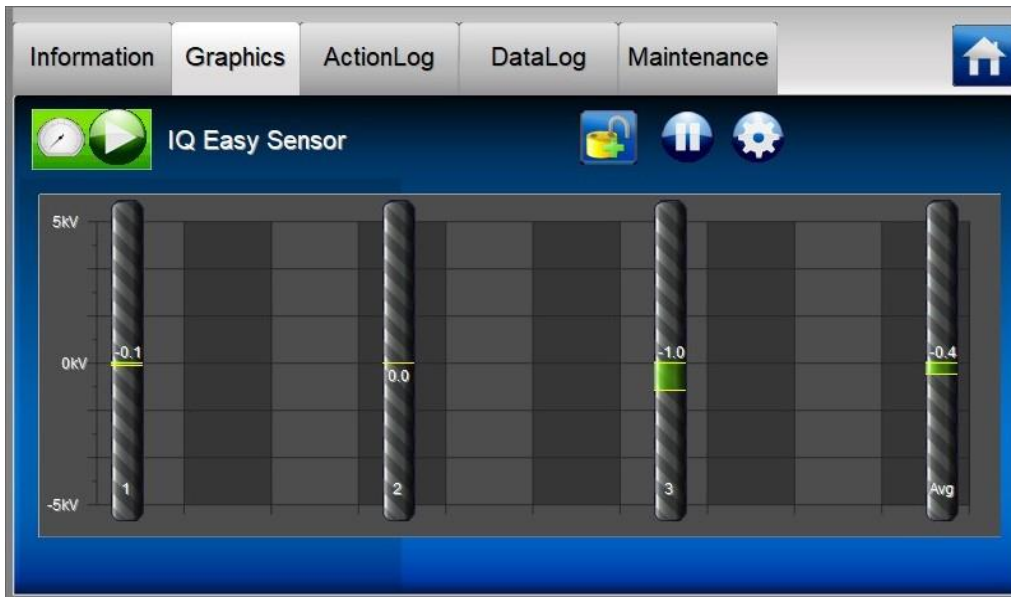 Information Graphics ActionLog DataLog Maintenance
IQ Easy Sensor
5kV
-0.1 -1.0 -0.4
0kV
0.0
1 2 3 Avg
-5kV